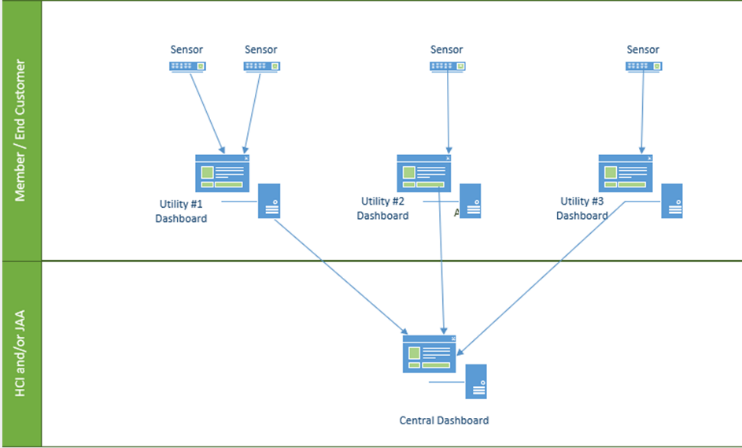 Member / End Customer
Sensor
Sensor
Sensor
Sensor
Utility #1
Dashboard
Utility #2
Dashboard
A
Utility #3
Dashboard
HCI and/or JAA
Central Dashboard